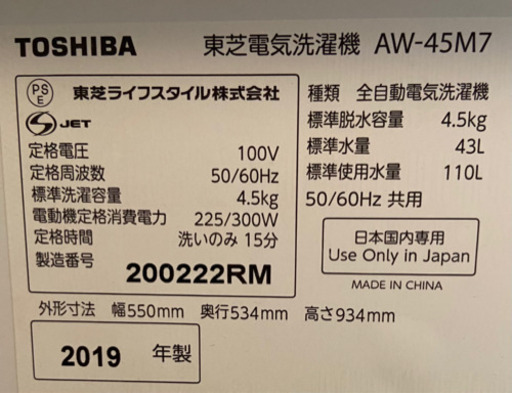 TOSHIBA 東芝電気洗濯機 AW-45M7
PS E 東芝ライフスタイル株式会社
S JET
定格電圧 100V
定格周波数 50/60Hz
標準洗濯容量 4.5kg
電動機定格消費電力 225/300W
定格時間 洗いのみ 15分
製造番号 200222RM
種類 全自動電気洗濯機
標準脱水容量 4.5kg
標準水量 43L
標準使用水量 110L
50/60Hz 共用
日本国内専用
Use Only in Japan
MADE IN CHINA
外形寸法 幅550mm 奥行534mm 高さ934mm
2019 年製